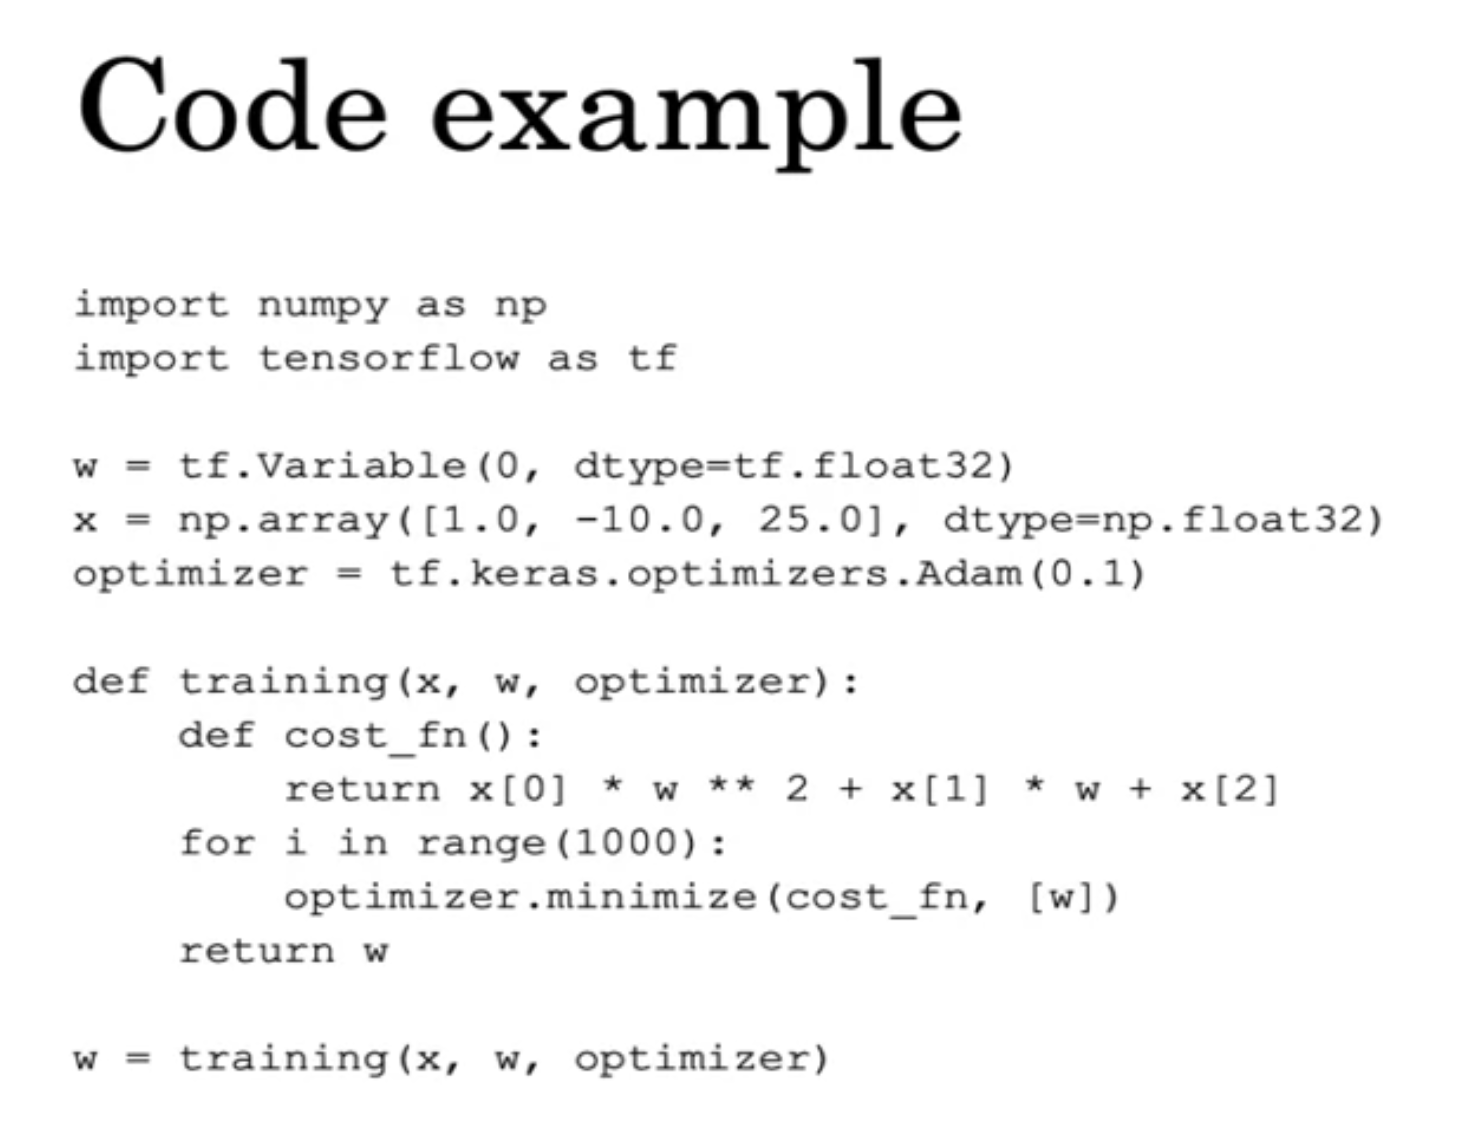 Code example
import numpy as np
import tensorflow as tf
w = tf.Variable(0, dtype=tf.float32)
x = np.array([1.0, -10.0, 25.0], dtype=np.float32)
optimizer = tf.keras.optimizers.Adam(0.1)
def training(x, w, optimizer):
    def cost_fn():
        return x[0] * w ** 2 + x[1] * w + x[2]
    for i in range(1000):
        optimizer.minimize(cost_fn, [w])
    return w
w = training(x, w, optimizer)